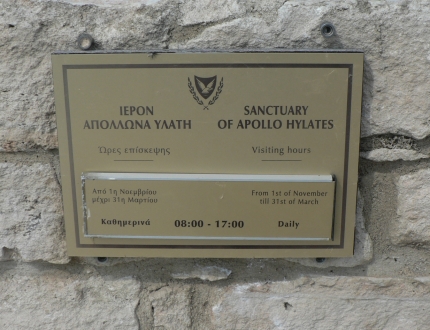 ΙΕΡΟΝ
ΑΠΟΛΛΩΝΑ ΥΛΑΤΗ
Ώρες επίσκεψης
SANCTUARY
OF APOLLO HYLATES
Visiting hours
Από 1η Νοεμβρίου
μέχρι 31η Μαρτίου
From 1st of November
till 31st of March
Καθημερινά 08:00 - 17:00 Daily